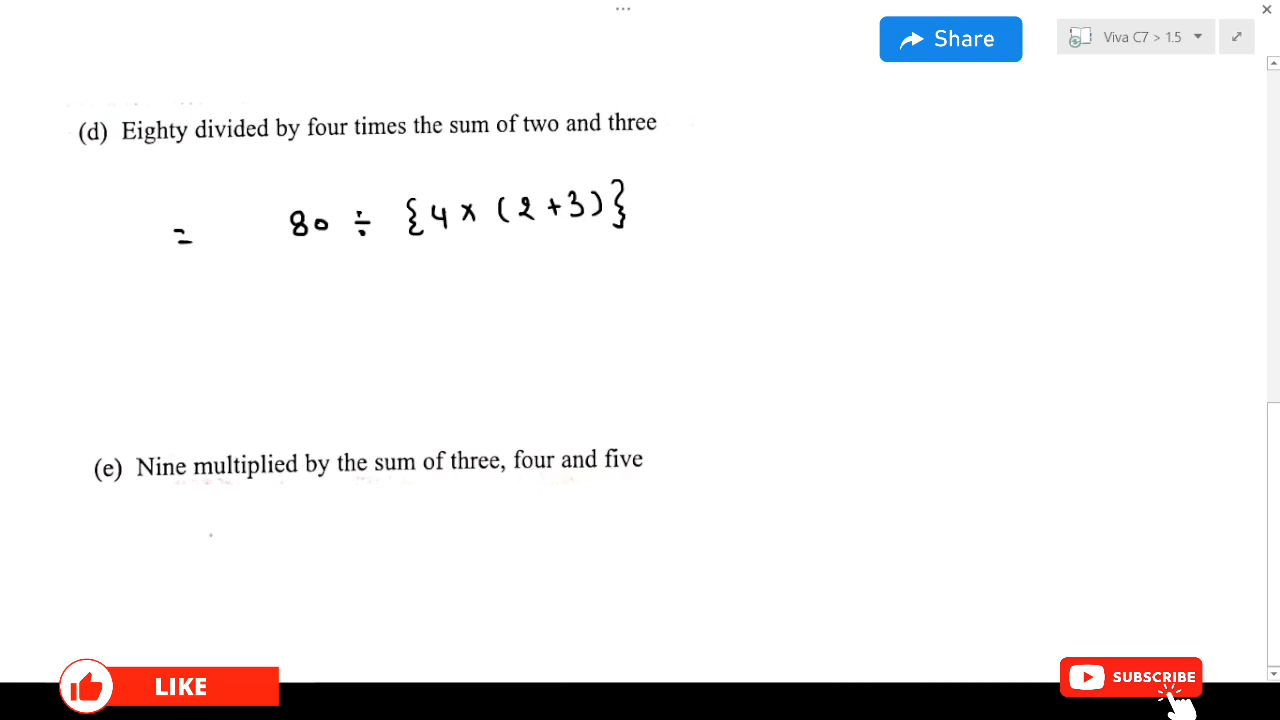 ...
Share
Viva C7 > 1.5
(d) Eighty divided by four times the sum of two and three
= 80 ÷ {4 × (2 + 3)}
(e) Nine multiplied by the sum of three, four and five
LIKE
SUBSCRIBE